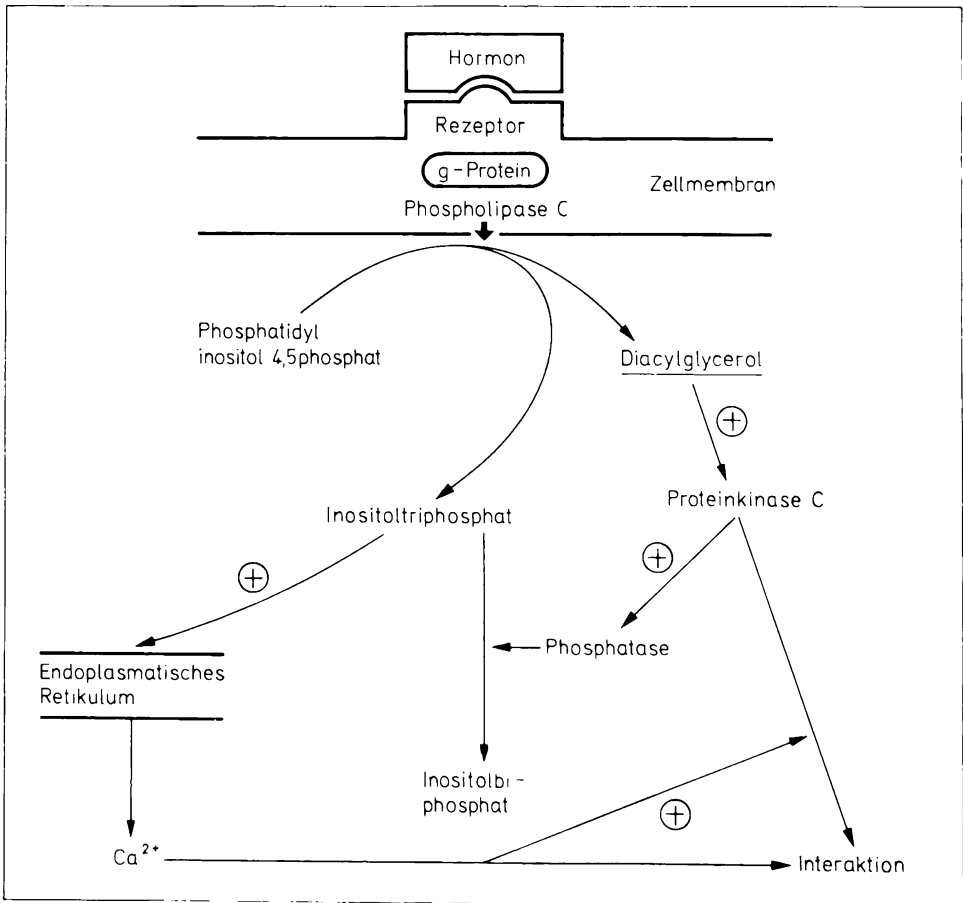 Hormon
Rezeptor
g-Protein
Zellmembran
Phospholipase C
Phosphatidyl
inositol 4,5phosphat
Diacylglycerol
+
Proteinkinase C
Inositoltriphosphat
+
+
Phosphatase
Endoplasmatisches
Retikulum
Inositolbi-
phosphat
+
Ca²⁺
Interaktion